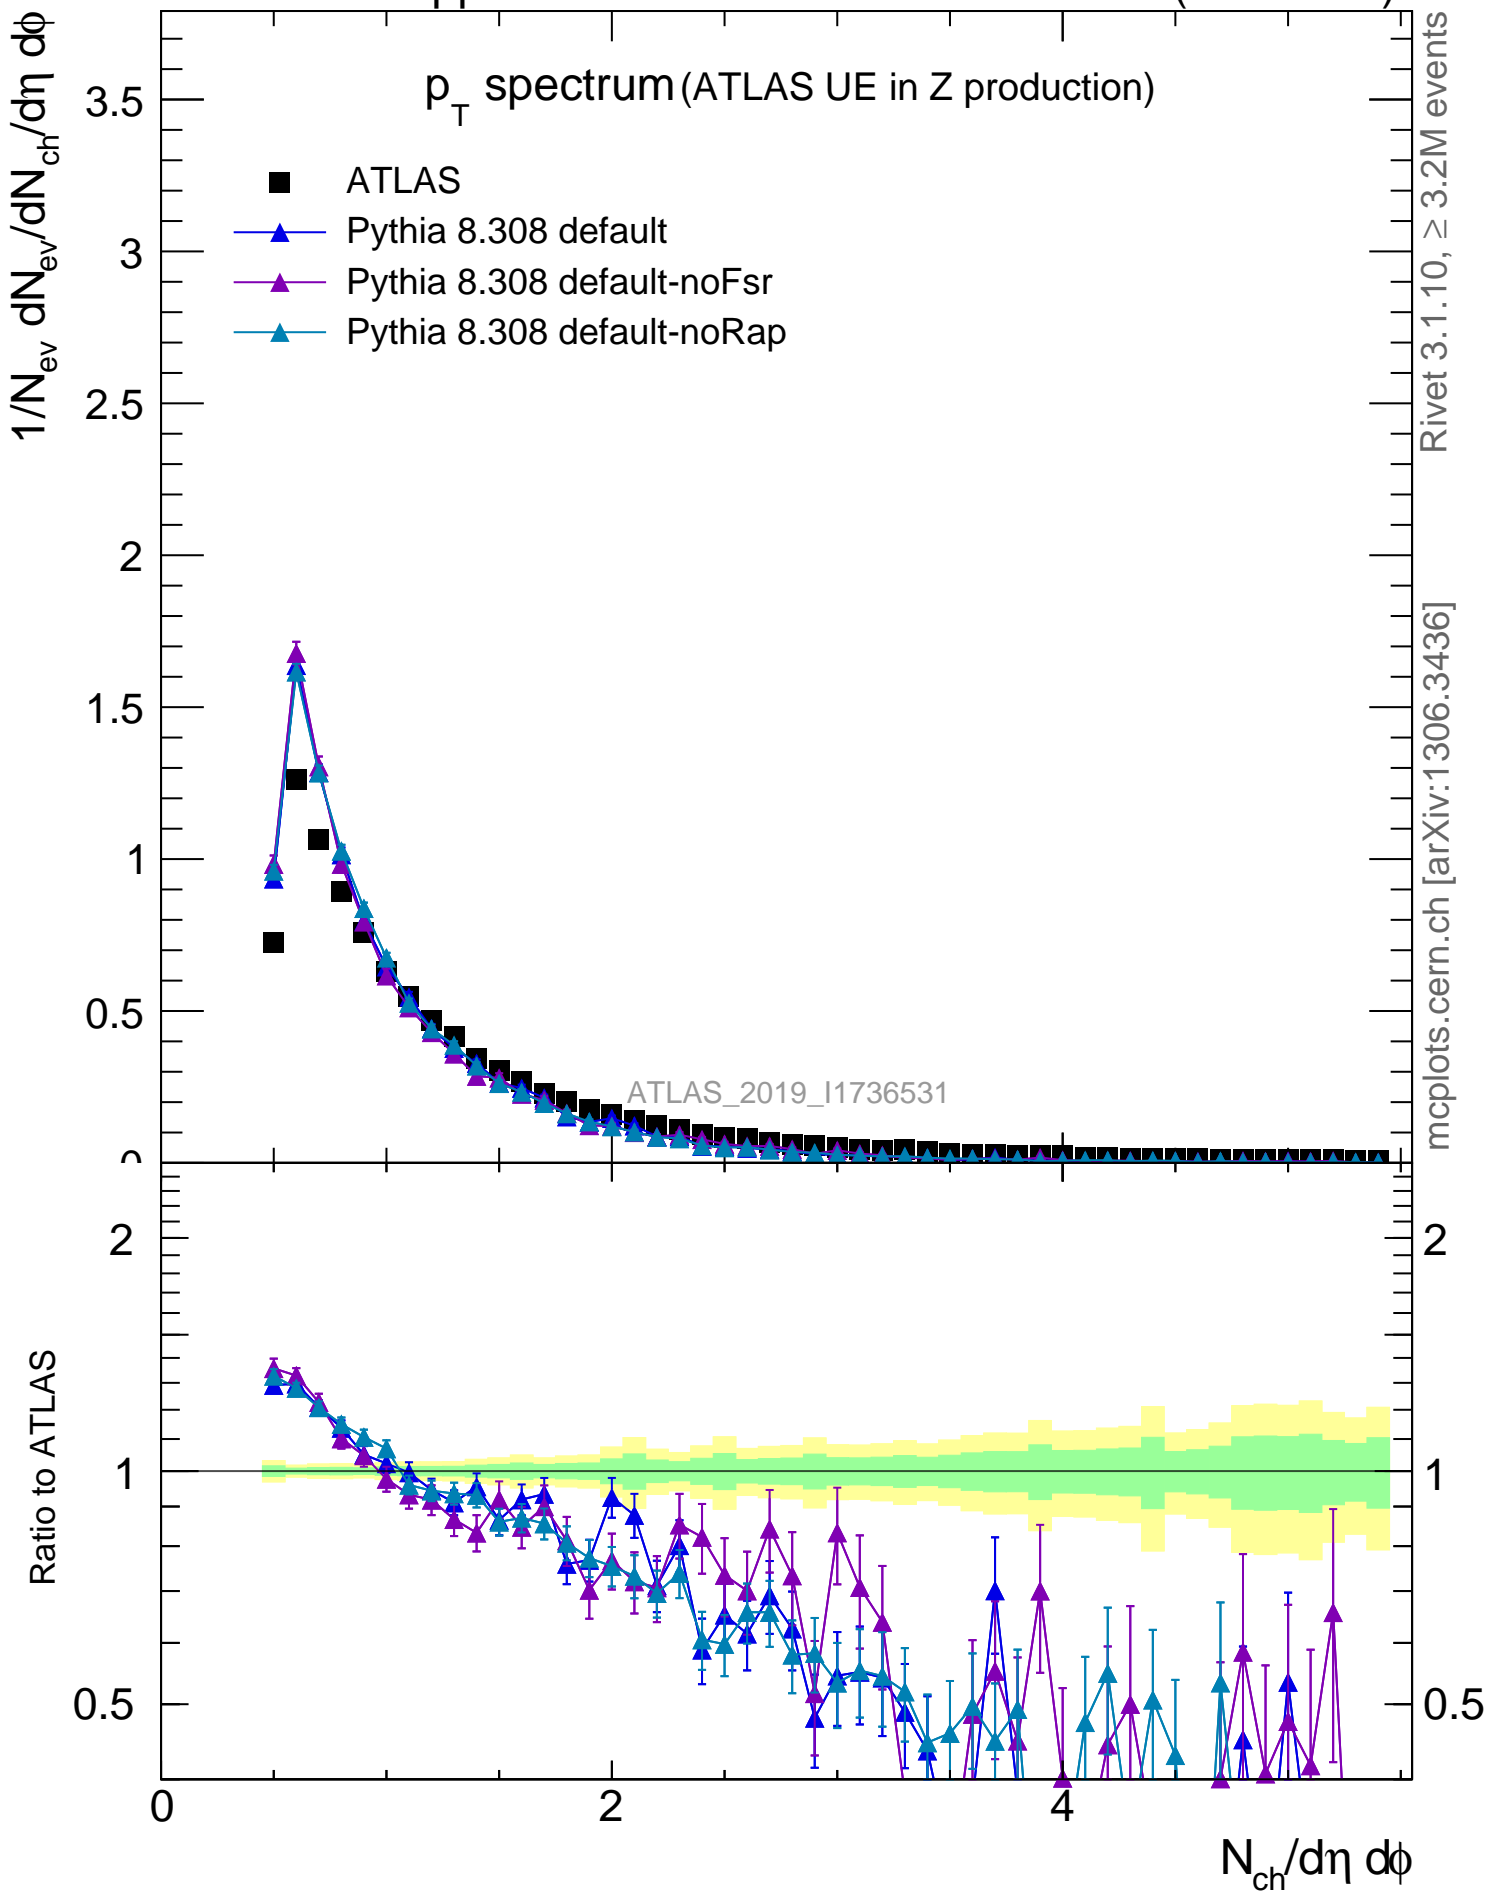 1/N_ev dN_ev/dN_ch/dη dϕ
p_T spectrum (ATLAS UE in Z production)
ATLAS
Pythia 8.308 default
Pythia 8.308 default-noFsr
Pythia 8.308 default-noRap
3.5
3
2.5
2
1.5
1
0.5
0
ATLAS_2019_I1736531
Rivet 3.1.10, ≥ 3.2M events
mcplots.cern.ch [arXiv:1306.3436]
Ratio to ATLAS
2
1
0.5
2
1
0.5
0
2
4
N_ch/dη dϕ